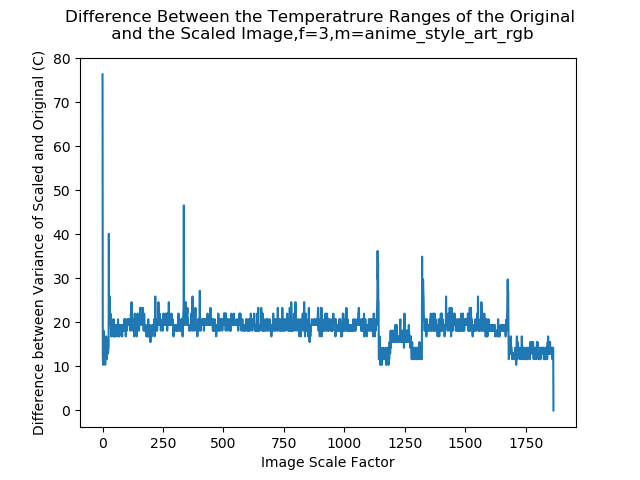 Difference Between the Temperatrure Ranges of the Original
and the Scaled Image,f=3,m=anime_style_art_rgb
Difference between Variance of Scaled and Original (C)
80
70
60
50
40
30
20
10
0
0 250 500 750 1000 1250 1500 1750
Image Scale Factor